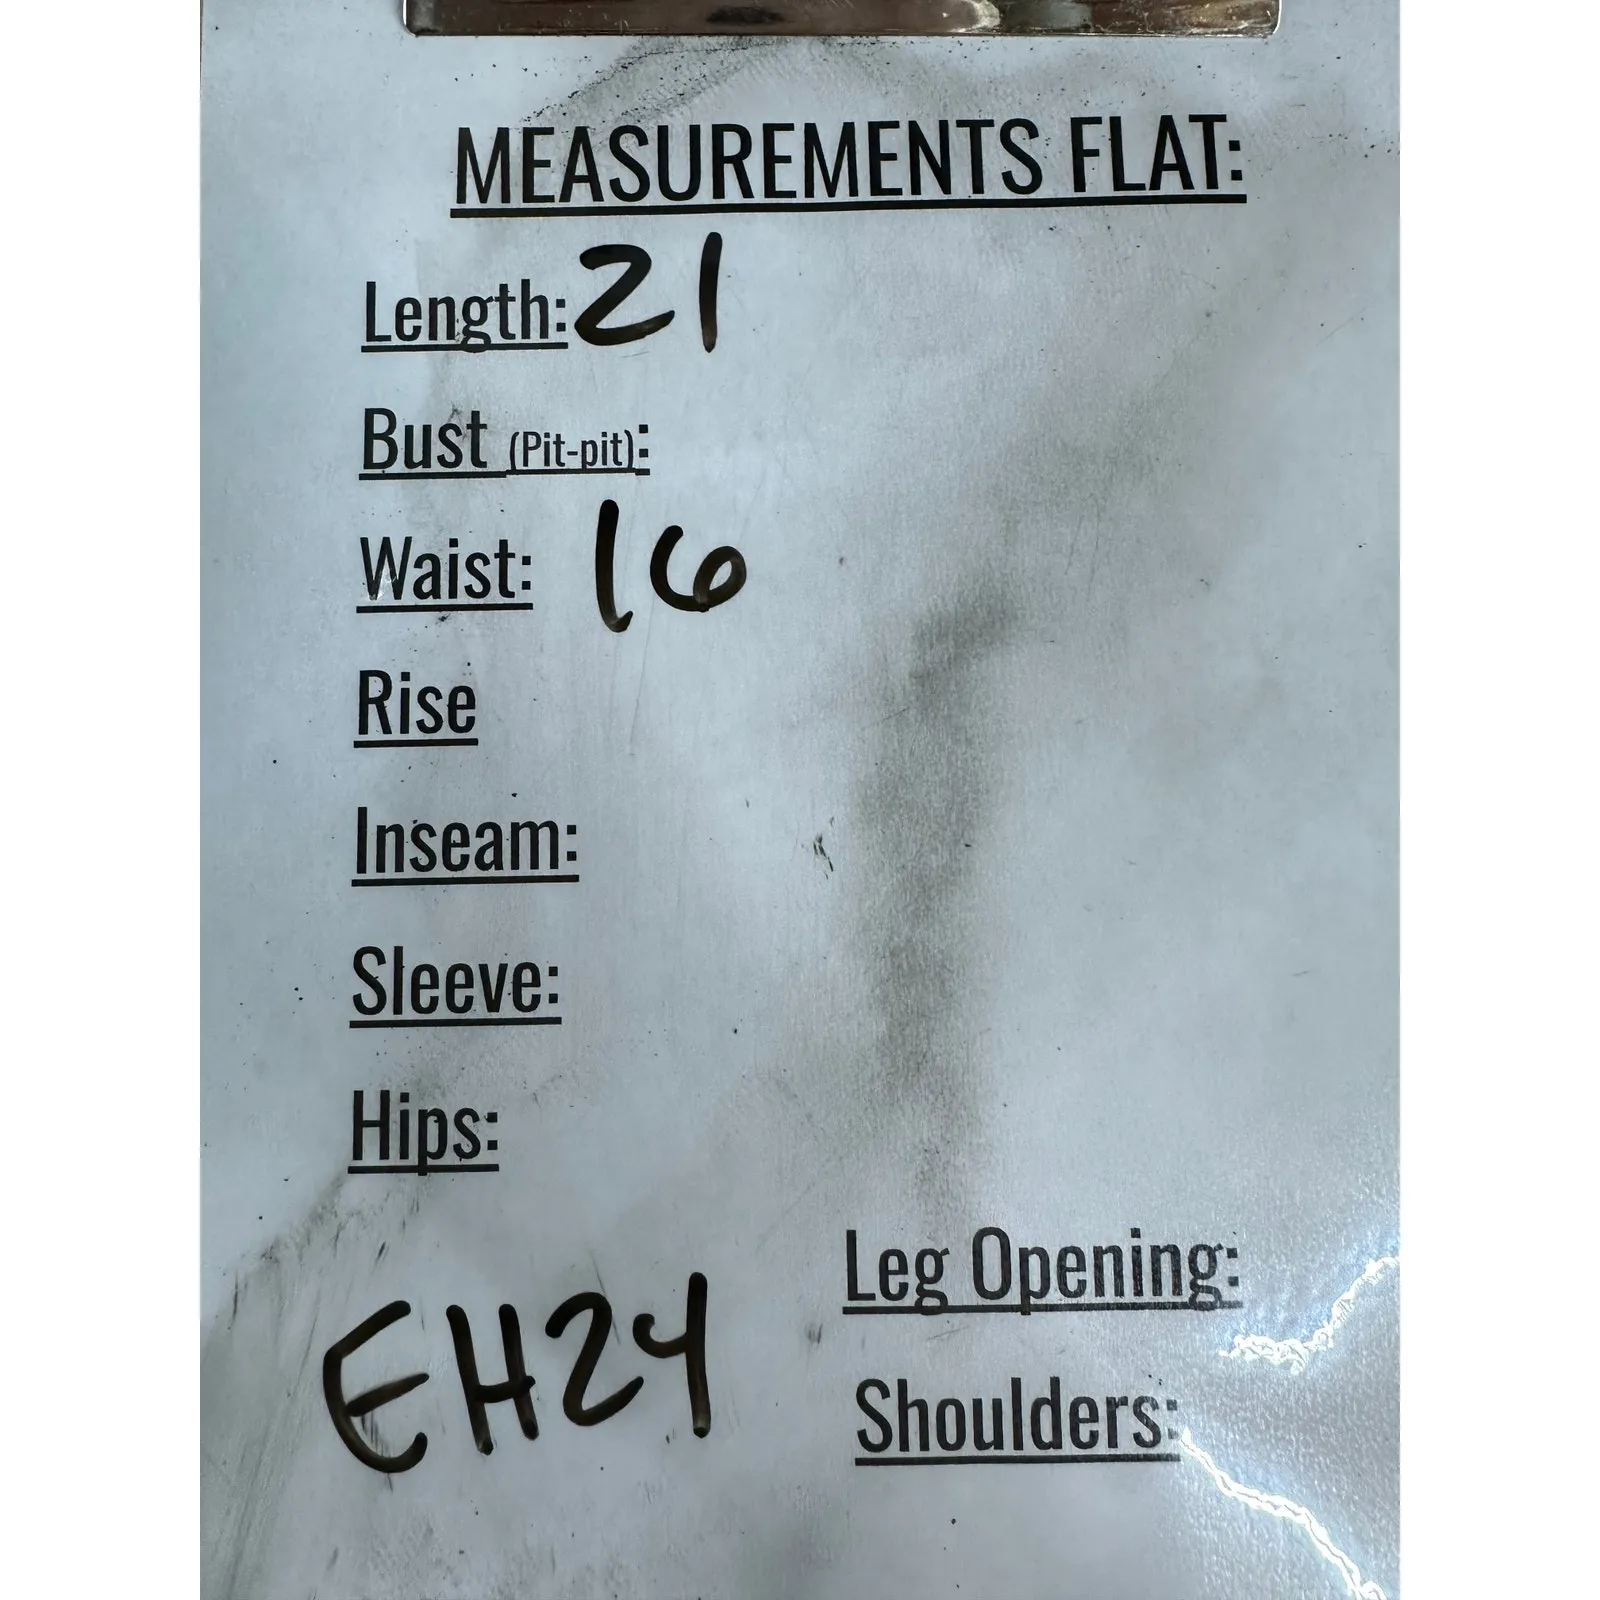 MEASUREMENTS FLAT:
Length: 21
Bust (Pit-pit):
Waist: 16
Rise
Inseam:
Sleeve:
Hips:
Leg Opening:
EH24
Shoulders: